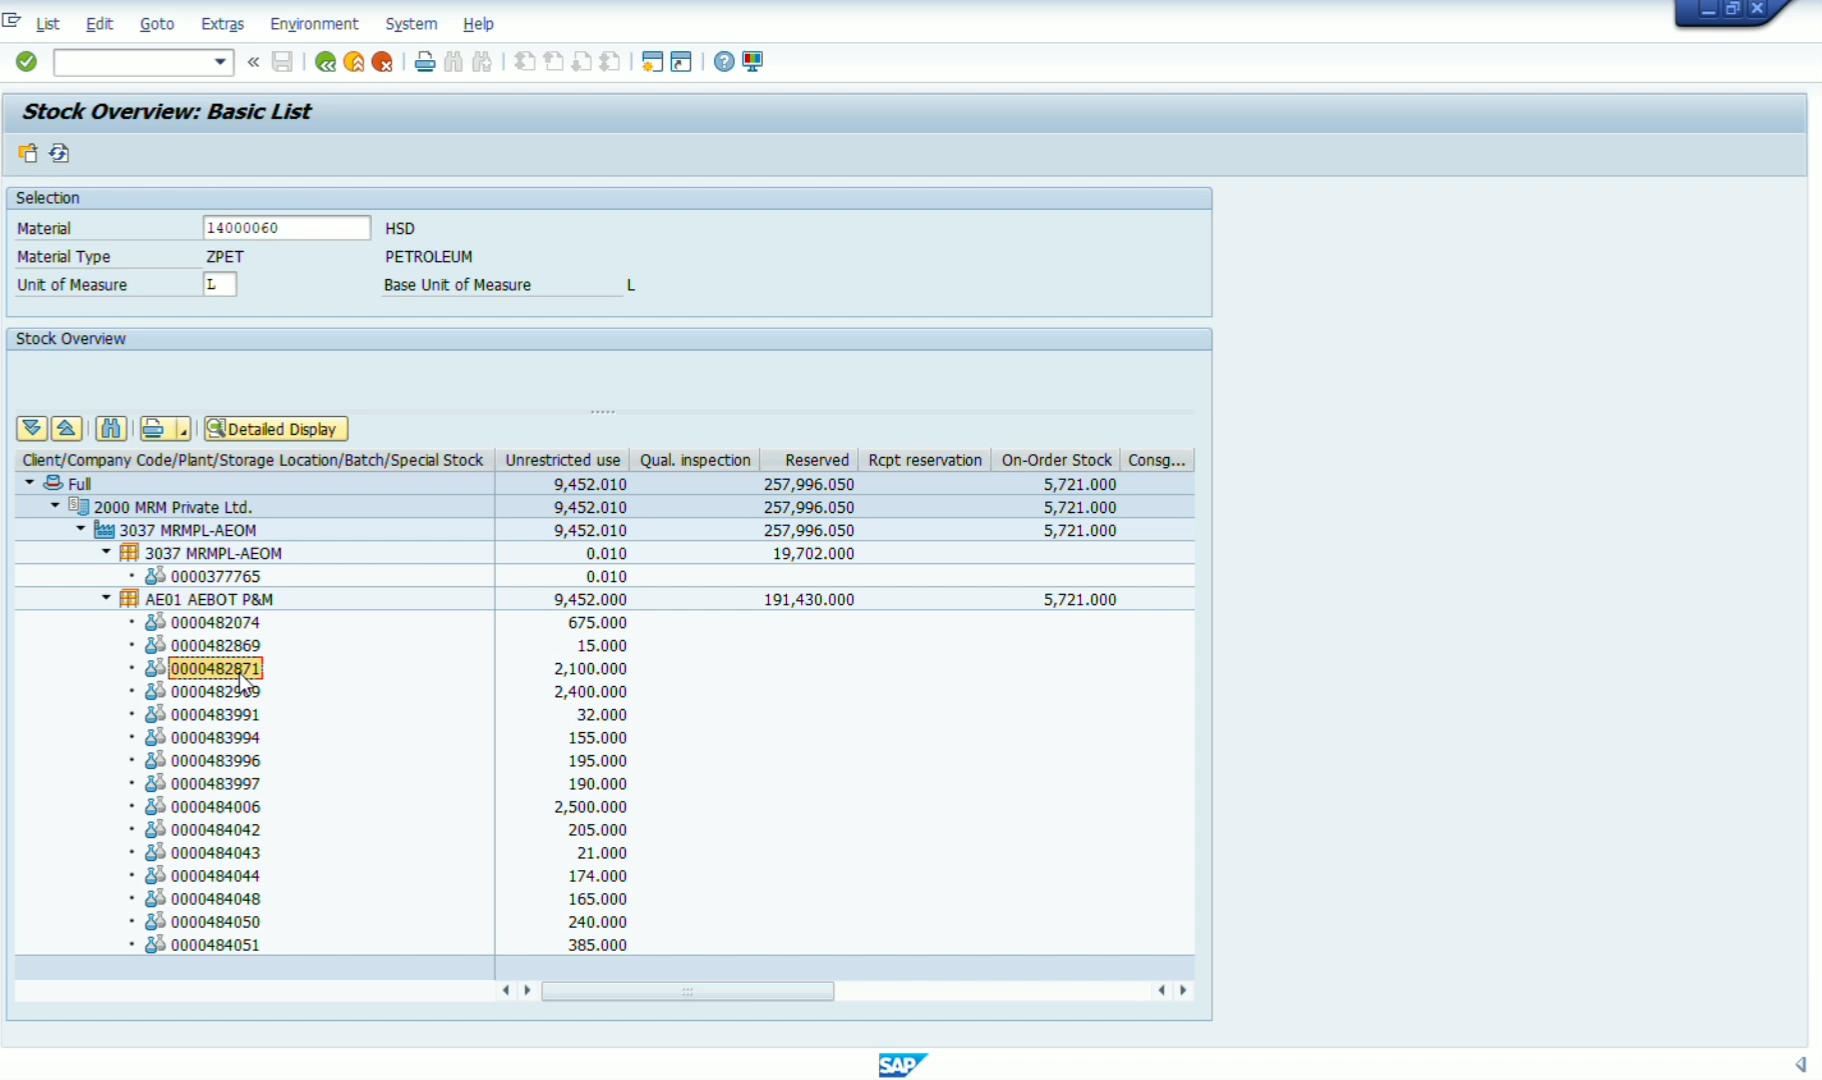 List Edit Goto Extras Environment System Help
Stock Overview: Basic List
Selection
Material 14000060 HSD
Material Type ZPET PETROLEUM
Unit of Measure L Base Unit of Measure L
Stock Overview
Detailed Display
Client/Company Code/Plant/Storage Location/Batch/Special Stock Unrestricted use Qual. inspection Reserved Rcpt reservation On-Order Stock Consg...
Full 9,452.010 257,996.050 5,721.000
2000 MRM Private Ltd. 9,452.010 257,996.050 5,721.000
3037 MRMPL-AEOM 9,452.010 257,996.050 5,721.000
3037 MRMPL-AEOM 0.010 19,702.000
0000377765 0.010
AE01 AEBOT P&M 9,452.000 191,430.000 5,721.000
0000482074 675.000
0000482869 15.000
0000482871 2,100.000
2,400.000
0000483991 32.000
0000483994 155.000
0000483996 195.000
0000483997 190.000
0000484006 2,500.000
0000484042 205.000
0000484043 21.000
0000484044 174.000
0000484048 165.000
0000484050 240.000
0000484051 385.000
SAP